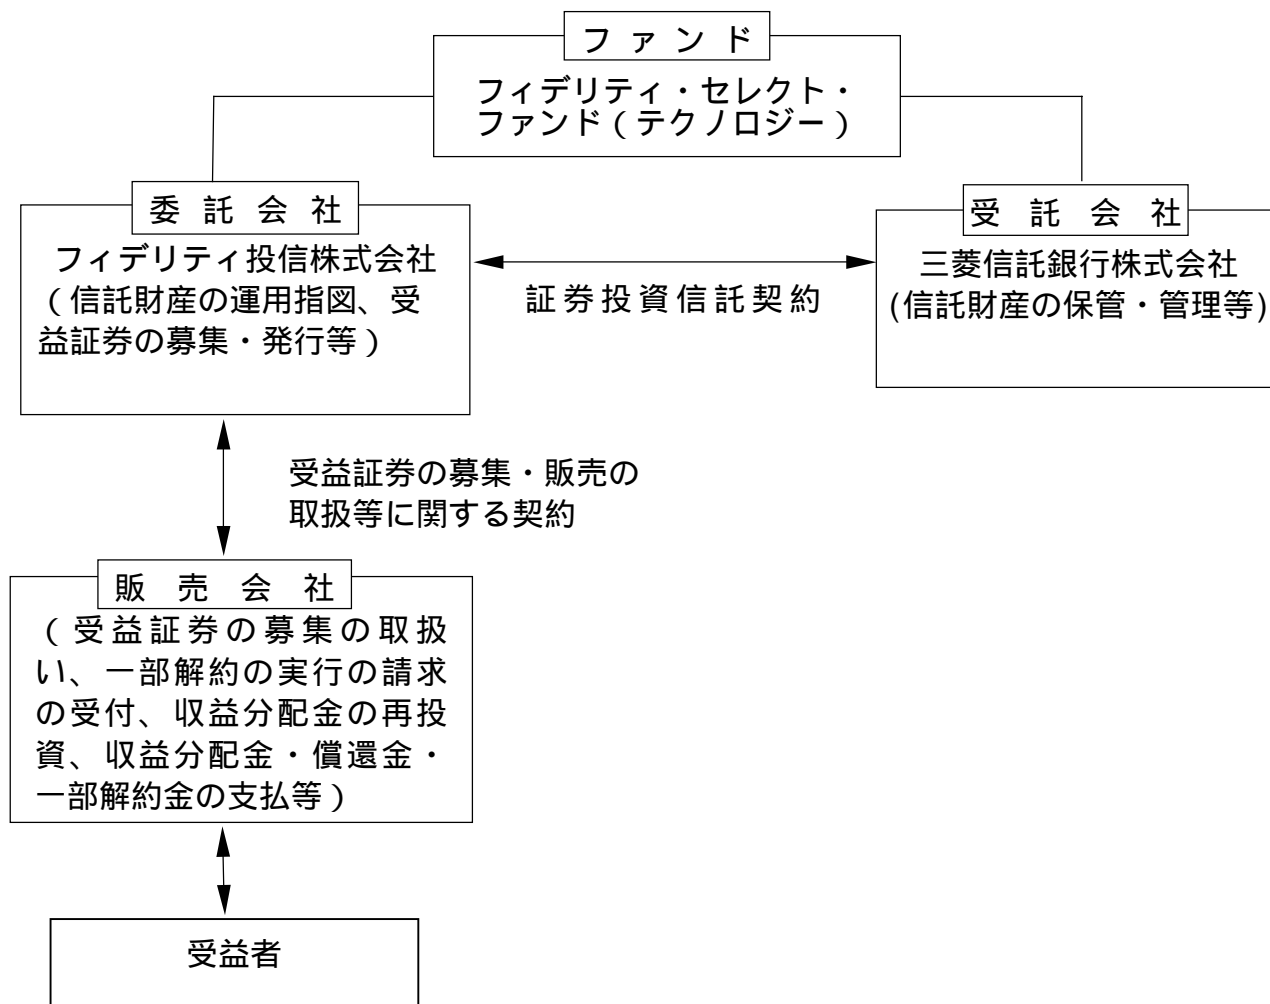 ファンド
フィデリティ・セレクト・
ファンド(テクノロジー)
委託会社
フィデリティ投信株式会社
(信託財産の運用指図、受
益証券の募集・発行等)
証券投資信託契約
受託会社
三菱信託銀行株式会社
(信託財産の保管・管理等)
受益証券の募集・販売の
取扱等に関する契約
販売会社
(受益証券の募集の取扱
い、一部解約の実行の請求
の受付、収益分配金の再投
資、収益分配金・償還金・
一部解約金の支払等)
受益者